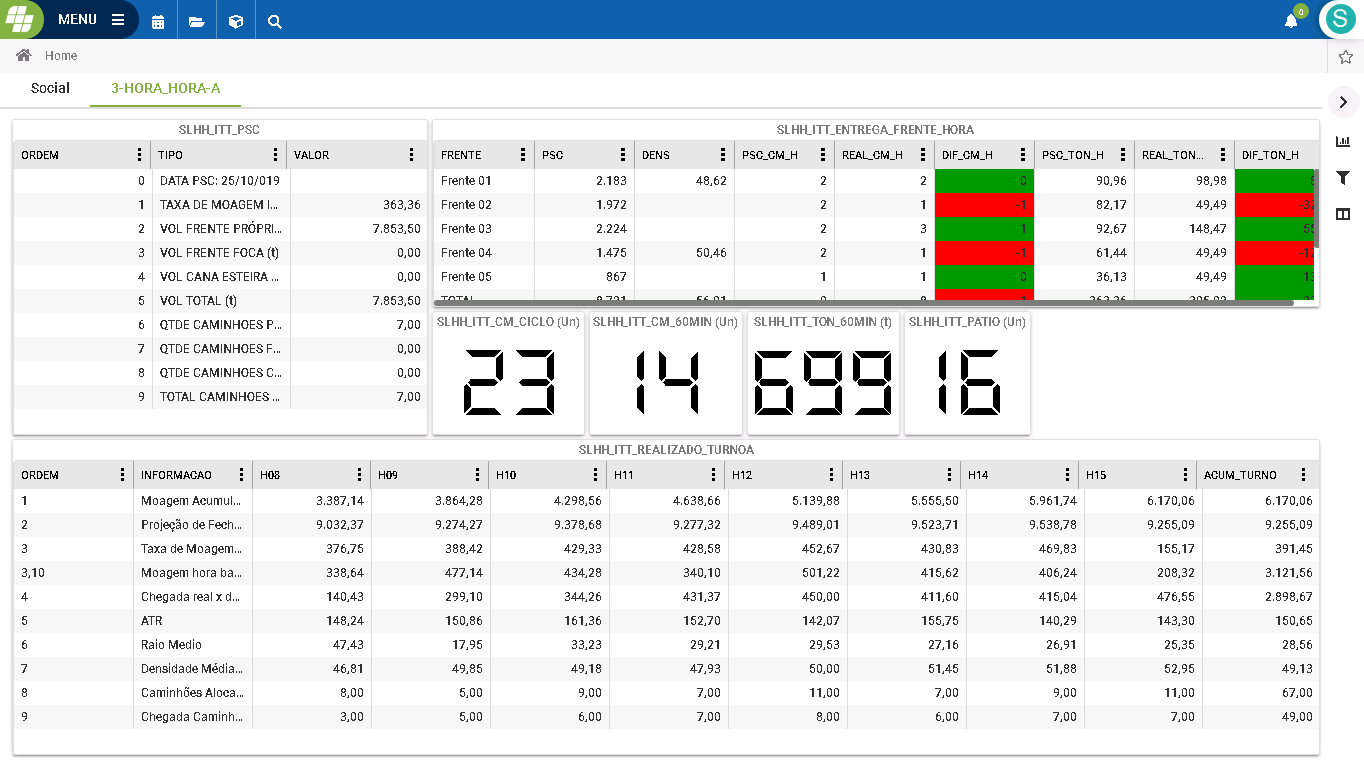 MENU
0
S
Home
Social 3-HORA_HORA-A
SLHH_ITT_PSC
ORDEM TIPO VALOR
0 DATA PSC: 25/10/019
1 TAXA DE MOAGEM I... 363,36
2 VOL FRENTE PRÓPRI... 7.853,50
3 VOL FRENTE FOCA (t) 0,00
4 VOL CANA ESTEIRA ... 0,00
5 VOL TOTAL (t) 7.853,50
6 QTDE CAMINHOES P... 7,00
7 QTDE CAMINHOES F... 0,00
8 QTDE CAMINHOES C... 0,00
9 TOTAL CAMINHOES ... 7,00
SLHH_ITT_ENTREGA_FRENTE_HORA
FRENTE PSC DENS PSC_CM_H REAL_CM_H DIF_CM_H PSC_TON_H REAL_TON... DIF_TON_H
Frente 01 2.183 48,62 2 2 0 90,96 98,98
Frente 02 1.972 2 1 -1 82,17 49,49
Frente 03 2.224 2 3 1 92,67 148,47
Frente 04 1.475 50,46 2 1 -1 61,44 49,49
Frente 05 867 1 1 0 36,13 49,49
TOTAL
SLHH_ITT_CM_CICLO (Un) SLHH_ITT_CM_60MIN (Un) SLHH_ITT_TON_60MIN (t) SLHH_ITT_PATIO (Un)
23 14 699 16
SLHH_ITT_REALIZADO_TURNOA
ORDEM INFORMACAO H08 H09 H10 H11 H12 H13 H14 H15 ACUM_TURNO
1 Moagem Acumul... 3.387,14 3.864,28 4.298,56 4.638,66 5.139,88 5.555,50 5.961,74 6.170,06 6.170,06
2 Projeção de Fech... 9.032,37 9.274,27 9.378,68 9.277,32 9.489,01 9.523,71 9.538,78 9.255,09 9.255,09
3 Taxa de Moagem... 376,75 388,42 429,33 428,58 452,67 430,83 469,83 155,17 391,45
3,10 Moagem hora ba... 338,64 477,14 434,28 340,10 501,22 415,62 406,24 208,32 3.121,56
4 Chegada real x d... 140,43 299,10 344,26 431,37 450,00 411,60 415,04 476,55 2.898,67
5 ATR 148,24 150,86 161,36 152,70 142,07 155,75 140,29 143,30 150,65
6 Raio Medio 47,43 17,95 33,23 29,21 29,53 27,16 26,91 25,35 28,56
7 Densidade Média... 46,81 49,85 49,18 47,93 50,00 51,45 51,88 52,95 49,13
8 Caminhões Aloca... 8,00 5,00 9,00 7,00 11,00 7,00 9,00 11,00 67,00
9 Chegada Caminh... 3,00 5,00 6,00 7,00 8,00 6,00 7,00 7,00 49,00